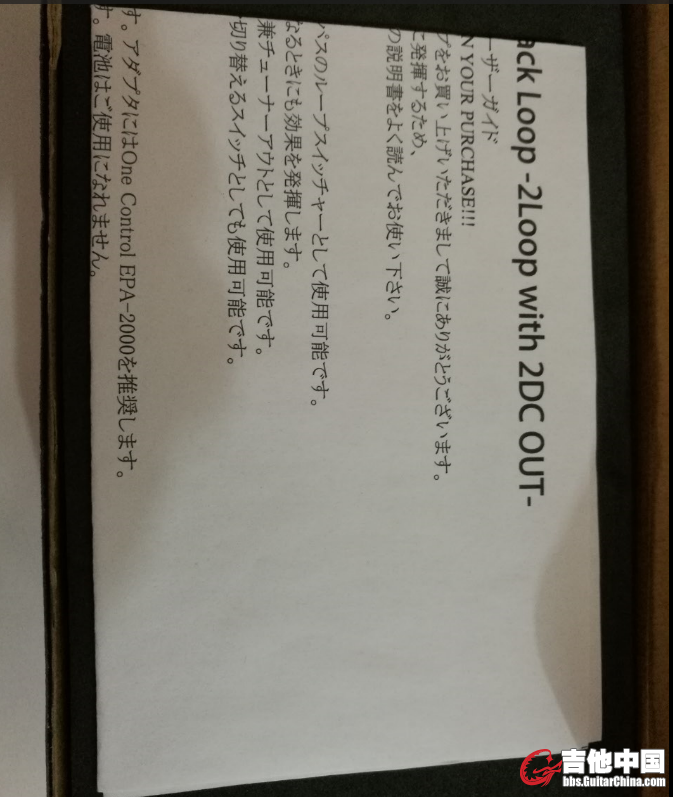 ack Loop -2Loop with 2DC OUT-
ーザーガイド
N YOUR PURCHASE!!!
プをお買い上げいただきまして誠にありがとうございます。
に発揮するため、
の説明書をよく読んでお使い下さい。
パスのループスイッチャーとして使用可能です。
なるときにも効果を発揮します。
兼チューナーアウトとして使用可能です。
切り替えるスイッチとしても使用可能です。
す。アダプタにはOne Control EPA-2000を推奨します。
す。電池はご使用になれません。
吉他中国
bbs.GuitarChina.com